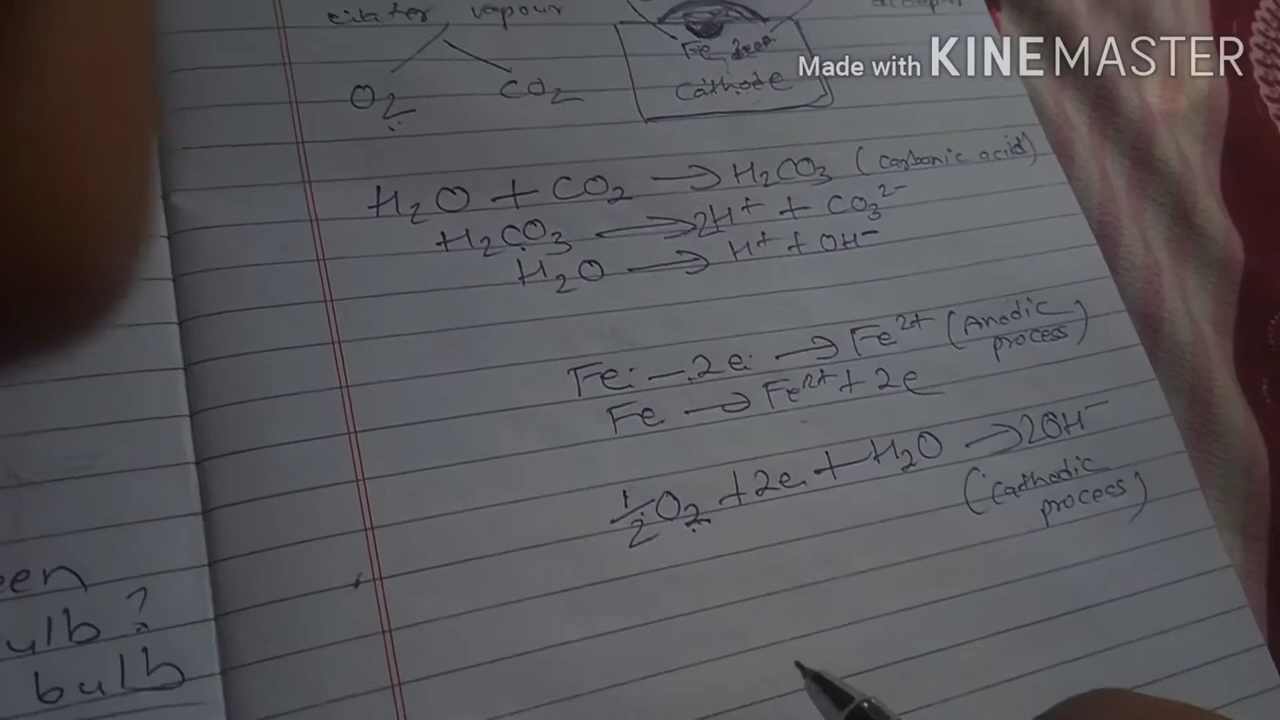 water vapour
O2 CO2
Fe
Cathode
Made with KINEMASTER
H2O + CO2 → H2CO3 (carbonic acid)
H2CO3 → 2H+ + CO3 2-
H2O → H+ + OH-
Fe - 2e → Fe2+ (Anodic process)
Fe → Fe2+ + 2e
1/2 O2 + 2e + H2O → 2OH-
(Cathodic process)
ulb?
bulb